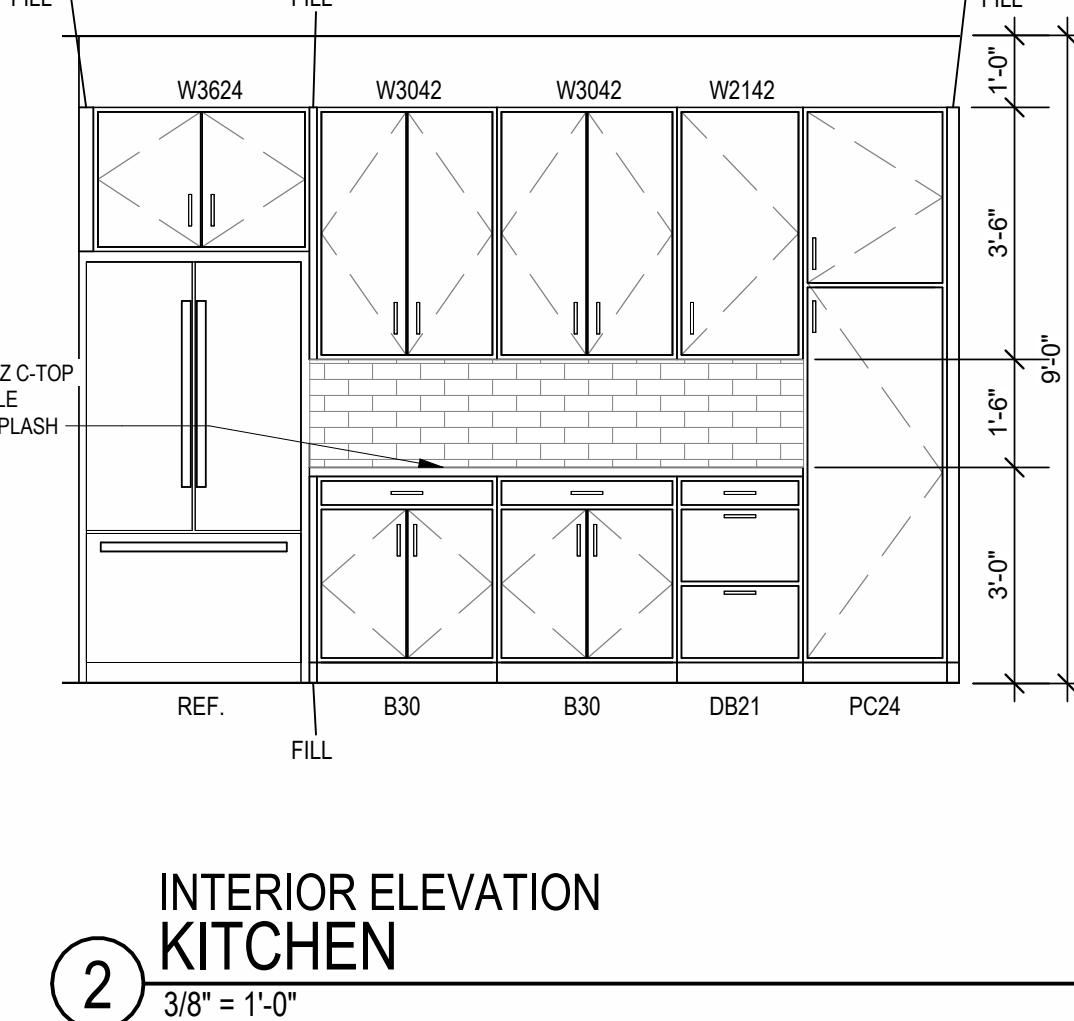 FILL
FILL
FILL
W3624
W3042
W3042
W2142
1'-0"
3'-6"
9'-0"
1'-6"
3'-0"
Z C-TOP
LE
PLASH
REF.
B30
B30
DB21
PC24
FILL
INTERIOR ELEVATION
KITCHEN
2
3/8" = 1'-0"